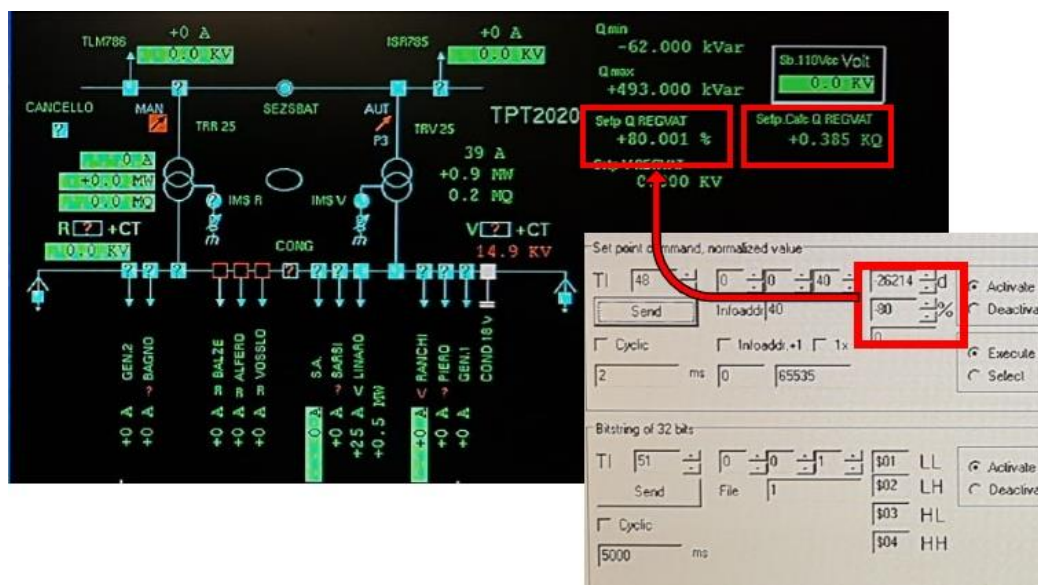 TLM786
+0 A
0.0 KV
ISR785
+0 A
0.0 KV
Qmin
-62.000 kVar
Qmax
+493.000 kVar
Sb.110Vcc Volt
0.0 KV
CANCELLO
?
MAN
?
SEZSBAT
AUT
?
P3
TRR 25
TRV 25
TPT2020
Setp Q REGVAT
+80.001 %
Setp.Calc Q REGVAT
+0.385 KQ
0 A
+0.0 MW
0.0 MQ
39 A
+0.9 MW
0.2 MQ
IMS R
IMS V
R ? +CT
0.0 KV
CONG
V ? +CT
14.9 KV
GEN.2
+0 A
BAGNO
?
+0 A
BALZE
R
+0 A
ALFERO
R
+0 A
VOSSLO
R
+0 A
S.A.
0 A
BARBI
?
+0 A
LINARO
V
+25 A
+0.5 MW
RANCHI
V
+0 A
PIERO
?
+0 A
GEN.1
+0 A
COND 18 V
Set point command, normalized value
TI 48 0 0 40 -26214 d
Activate
Send
Infoaddr 40
-80 %
Deactiva
0
Cyclic
Infoaddr.+1
1x
Execute
2 ms 0 65535
Select
Bitstring of 32 bits
TI 51 0 0 1 $01 LL
Activate
Send
File 1
$02 LH
Deactiva
Cyclic
$03 HL
5000 ms
$04 HH